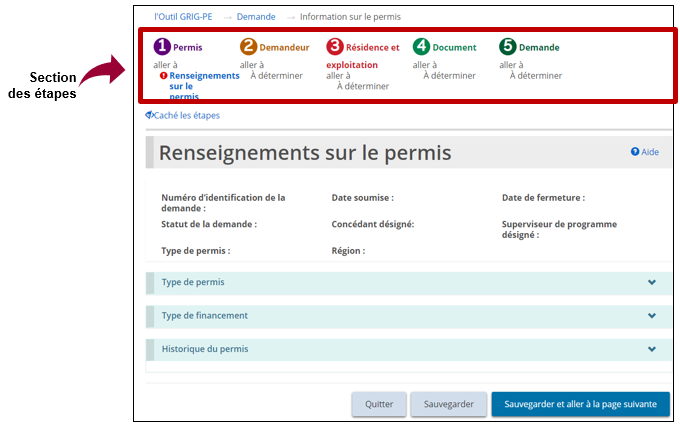 l'Outil GRIG-PE → Demande → Information sur le permis
1 Permis 2 Demandeur 3 Résidence et 4 Document 5 Demande
exploitation
aller à aller à aller à aller à aller à
Renseignements À déterminer À déterminer À déterminer À déterminer
sur le
permis
Section
des étapes
Caché les étapes
Renseignements sur le permis
Aide
Numéro d'identification de la
demande :
Date soumise :
Date de fermeture :
Statut de la demande :
Concédant désigné:
Superviseur de programme
désigné :
Type de permis :
Région :
Type de permis
Type de financement
Historique du permis
Quitter
Sauvegarder
Sauvegarder et aller à la page suivante